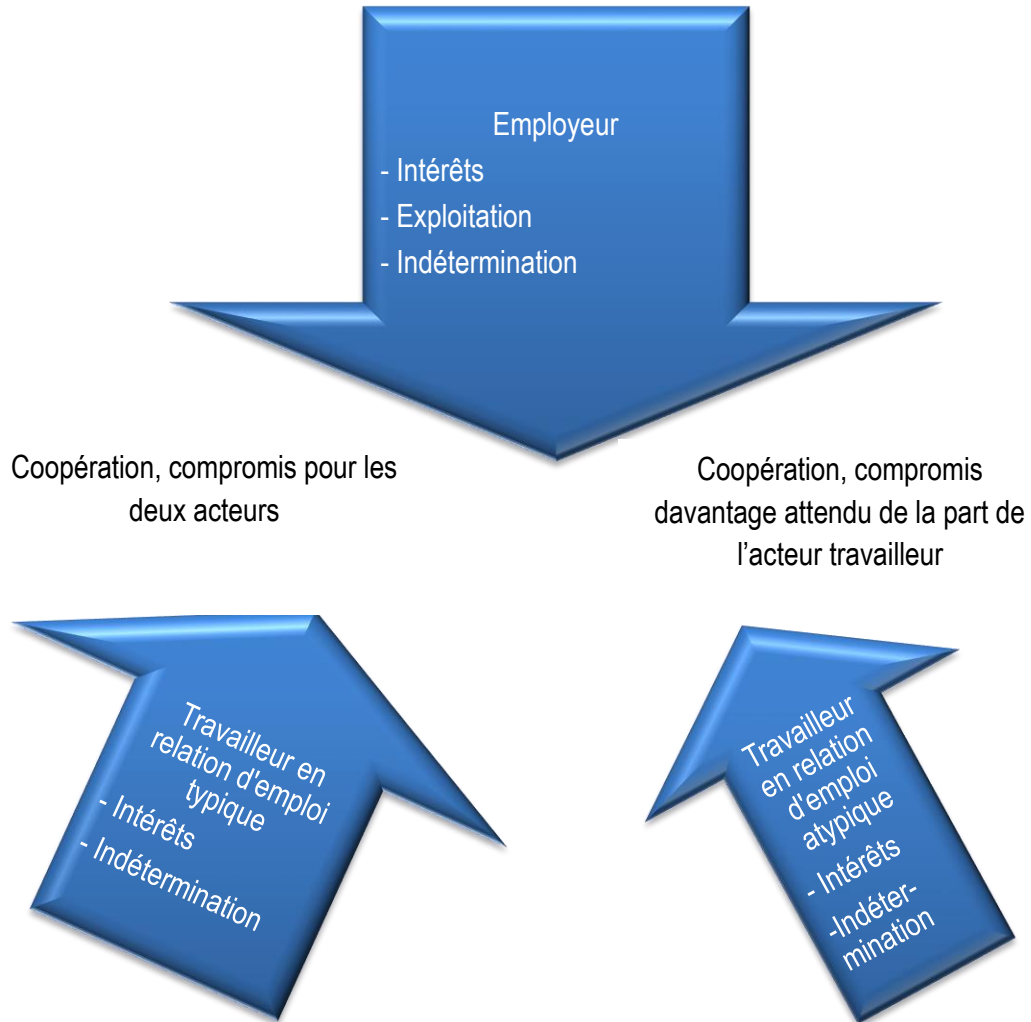 Employeur
- Intérêts
- Exploitation
- Indétermination
Coopération, compromis pour les
deux acteurs
Coopération, compromis
davantage attendu de la part de
l'acteur travailleur
Travailleur en
relation d'emploi
typique
- Intérêts
- Indétermination
Travailleur
en relation
d'emploi
atypique
- Intérêts
-Indéter-
mination